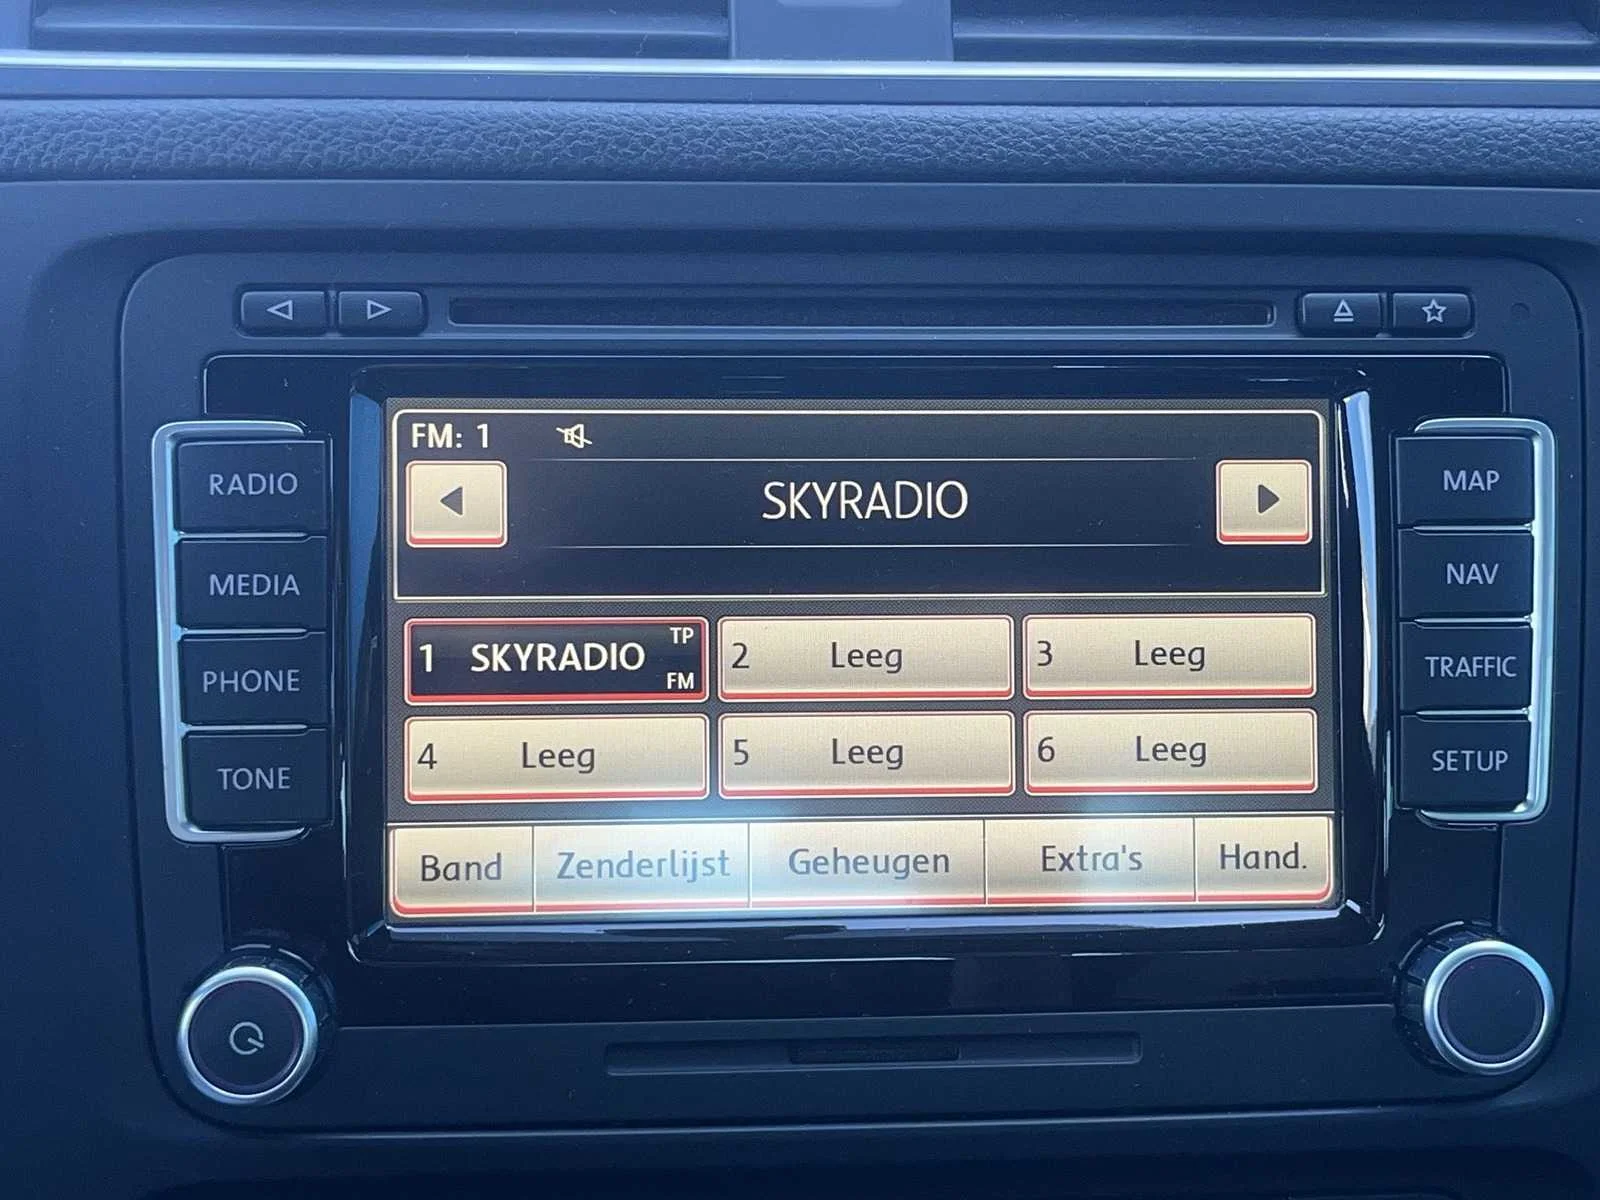 FM: 1
SKYRADIO
RADIO
MEDIA
PHONE
TONE
1 SKYRADIO TP FM
2 Leeg
3 Leeg
4 Leeg
5 Leeg
6 Leeg
Band Zenderlijst Geheugen Extra's Hand.
MAP
NAV
TRAFFIC
SETUP